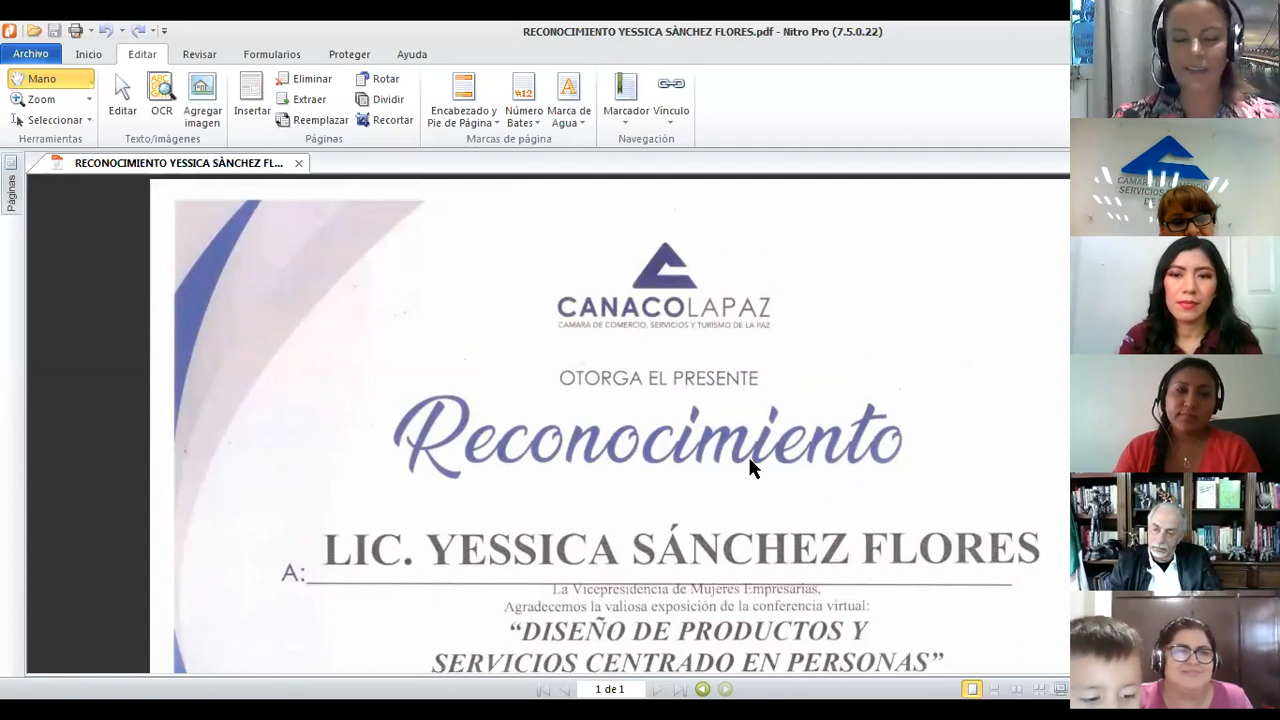 RECONOCIMIENTO YESSICA SÀNCHEZ FLORES.pdf - Nitro Pro (7.5.0.22)
Archivo Inicio Editar Revisar Formularios Proteger Ayuda
Mano
Zoom
Seleccionar
Herramientas
Editar
OCR
Agregar
imagen
Texto/imágenes
Insertar
Eliminar
Extraer
Reemplazar
Rotar
Dividir
Recortar
Páginas
Encabezado y
Pie de Página
Número
Bates
Marca de
Agua
Marcas de página
Marcador
Vínculo
Navegación
RECONOCIMIENTO YESSICA SÀNCHEZ FL...
Páginas
CANACOLAPAZ
CAMARA DE COMERCIO, SERVICIOS Y TURISMO DE LA PAZ
OTORGA EL PRESENTE
Reconocimiento
A: LIC. YESSICA SÁNCHEZ FLORES
La Vicepresidencia de Mujeres Empresarias,
Agradecemos la valiosa exposición de la conferencia virtual:
“DISEÑO DE PRODUCTOS Y
SERVICIOS CENTRADO EN PERSONAS”
1 de 1